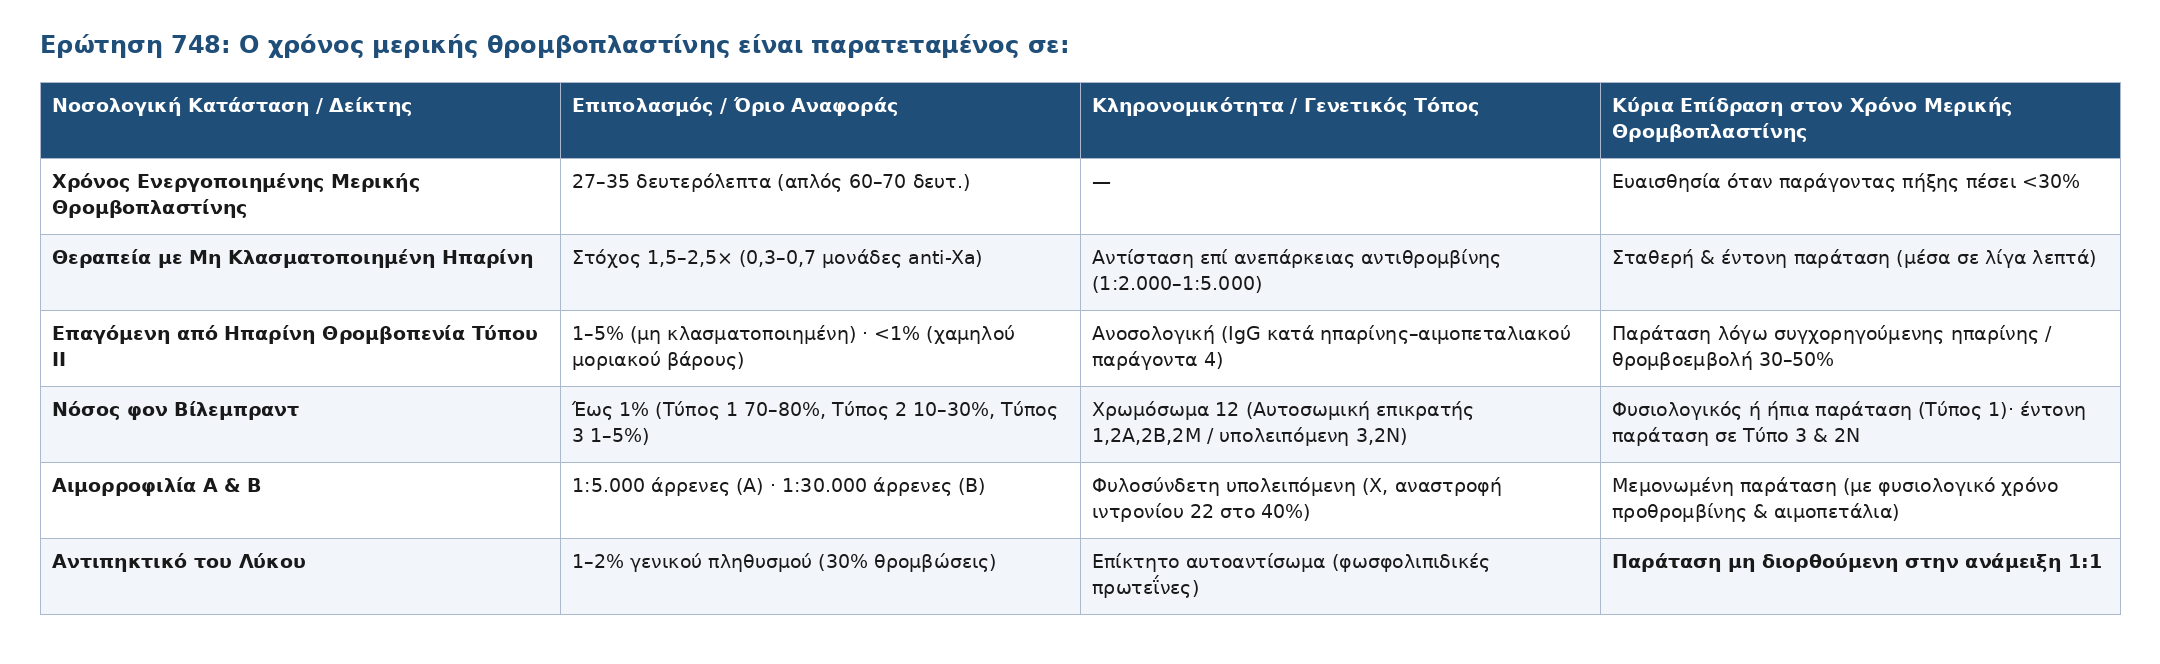 Ερώτηση 748: Ο χρόνος μερικής θρομβοπλαστίνης είναι παρατεταμένος σε:
Νοσολογική Κατάσταση / Δείκτης
Επιπολασμός / Όριο Αναφοράς
Κληρονομικότητα / Γενετικός Τόπος
Κύρια Επίδραση στον Χρόνο Μερικής
Θρομβοπλαστίνης
Χρόνος Ενεργοποιημένης Μερικής
Θρομβοπλαστίνης
27–35 δευτερόλεπτα (απλός 60–70 δευτ.)
—
Ευαισθησία όταν παράγοντας πήξης πέσει <30%
Θεραπεία με Μη Κλασματοποιημένη Ηπαρίνη
Στόχος 1,5–2,5× (0,3–0,7 μονάδες anti-Xa)
Αντίσταση επί ανεπάρκειας αντιθρομβίνης
(1:2.000–1:5.000)
Σταθερή & έντονη παράταση (μέσα σε λίγα λεπτά)
Επαγόμενη από Ηπαρίνη Θρομβοπενία Τύπου
II
1–5% (μη κλασματοποιημένη) · <1% (χαμηλού
μοριακού βάρους)
Ανοσολογική (IgG κατά ηπαρίνης–αιμοπεταλιακού
παράγοντα 4)
Παράταση λόγω συγχορηγούμενης ηπαρίνης /
θρομβοεμβολή 30–50%
Νόσος φον Βίλεμπραντ
Έως 1% (Τύπος 1 70–80%, Τύπος 2 10–30%, Τύπος
3 1–5%)
Χρωμόσωμα 12 (Αυτοσωμική επικρατής
1,2A,2B,2M / υπολειπόμενη 3,2N)
Φυσιολογικός ή ήπια παράταση (Τύπος 1)· έντονη
παράταση σε Τύπο 3 & 2N
Αιμορροφιλία Α & Β
1:5.000 άρρενες (Α) · 1:30.000 άρρενες (Β)
Φυλοσύνδετη υπολειπόμενη (Χ, αναστροφή
ιντρονίου 22 στο 40%)
Μεμονωμένη παράταση (με φυσιολογικό χρόνο
προθρομβίνης & αιμοπετάλια)
Αντιπηκτικό του Λύκου
1–2% γενικού πληθυσμού (30% θρομβώσεις)
Επίκτητο αυτοαντίσωμα (φωσφολιπιδικές
πρωτεΐνες)
Παράταση μη διορθούμενη στην ανάμειξη 1:1